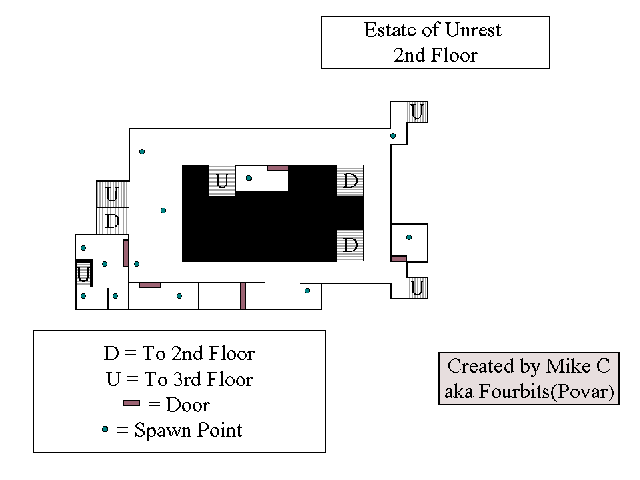 Estate of Unrest
2nd Floor
U
U
D
U
D
D
U
U
D = To 2nd Floor
U = To 3rd Floor
= Door
= Spawn Point
Created by Mike C
aka Fourbits(Povar)